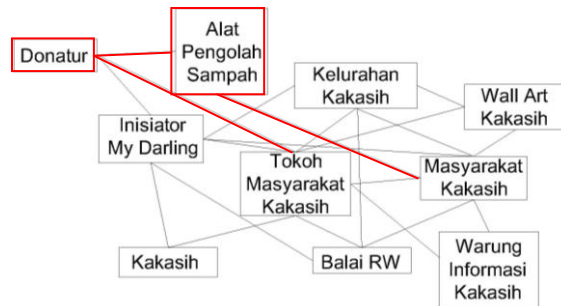 Donatur
Alat
Pengolah
Sampah
Kelurahan
Kakasih
Wall Art
Kakasih
Inisiator
My Darling
Tokoh
Masyarakat
Kakasih
Masyarakat
Kakasih
Kakasih
Balai RW
Warung
Informasi
Kakasih